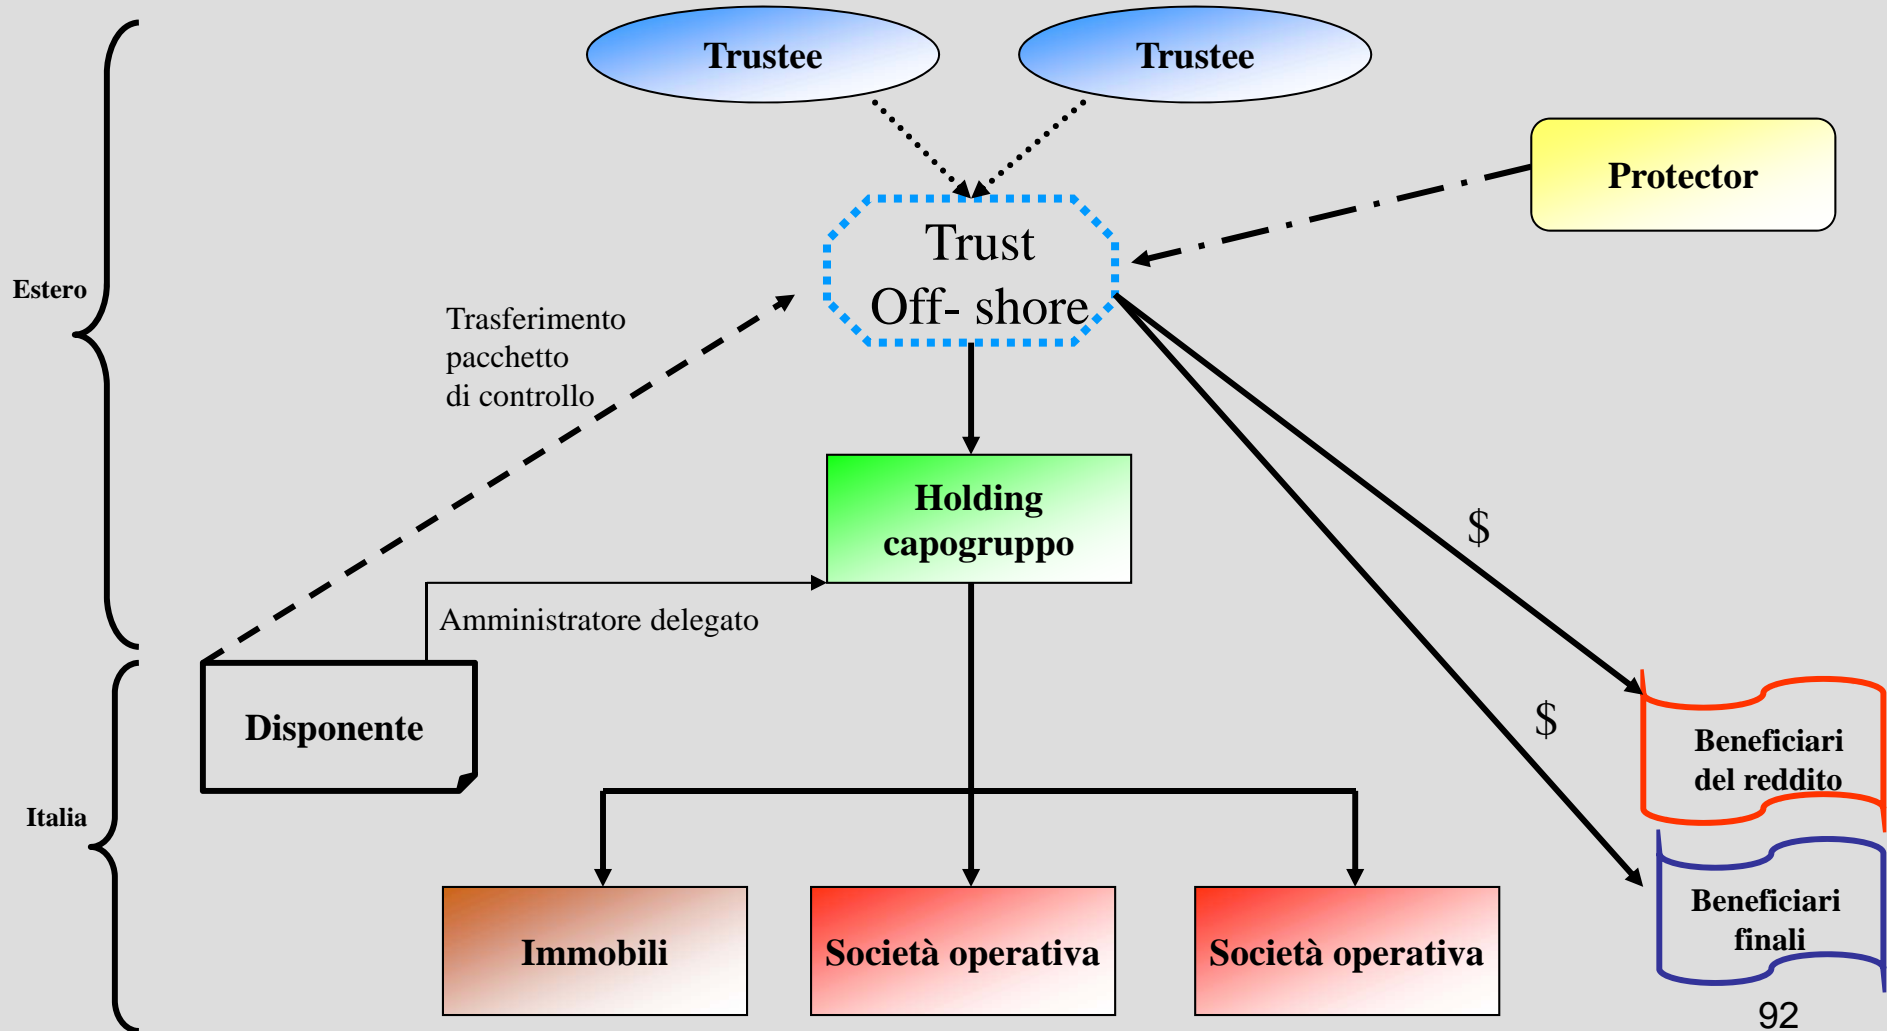 Trustee
Trustee
Protector
Trust
Off- shore
Estero
Trasferimento
pacchetto
di controllo
Holding
capogruppo
$
Amministratore delegato
Disponente
$
Beneficiari
del reddito
Italia
Beneficiari
finali
Immobili
Società operativa
Società operativa
92